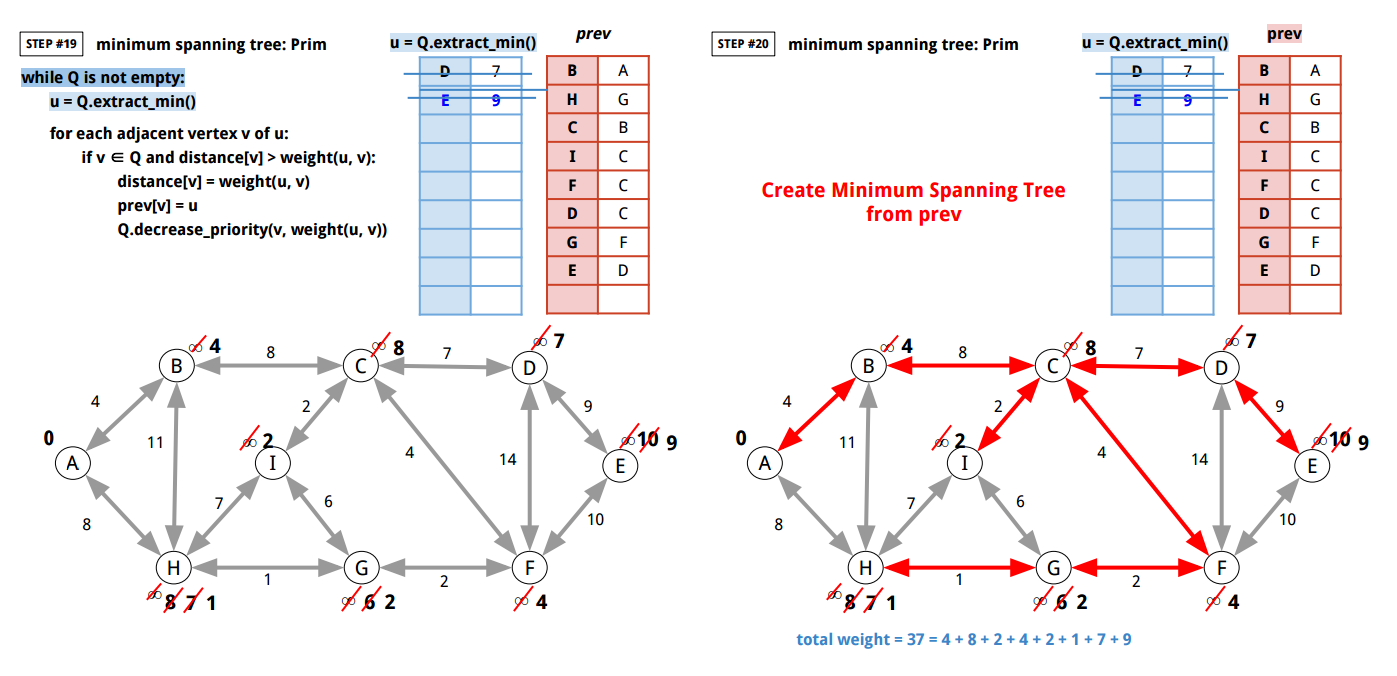 STEP #19 minimum spanning tree: Prim
while Q is not empty:
u = Q.extract_min()
for each adjacent vertex v of u:
if v ∈ Q and distance[v] > weight(u, v):
distance[v] = weight(u, v)
prev[v] = u
Q.decrease_priority(v, weight(u, v))
u = Q.extract_min()
D 7
E 9
prev
B A
H G
C B
I C
F C
D C
G F
E D
∞ 4
∞ 8
∞ 7
B 8 C 7 D
4 2 9
0 11 ∞ 2 4 14 ∞ 10 9
A I E
8 7 6 10
H 1 G 2 F
∞ 8 7 1
∞ 6 2
∞ 4
STEP #20 minimum spanning tree: Prim
Create Minimum Spanning Tree
from prev
u = Q.extract_min()
D 7
E 9
prev
B A
H G
C B
I C
F C
D C
G F
E D
∞ 4
∞ 8
∞ 7
B 8 C 7 D
4 2 9
0 11 ∞ 2 4 14 ∞ 10 9
A I E
8 7 6 10
H 1 G 2 F
∞ 8 7 1
∞ 6 2
∞ 4
total weight = 37 = 4 + 8 + 2 + 4 + 2 + 1 + 7 + 9